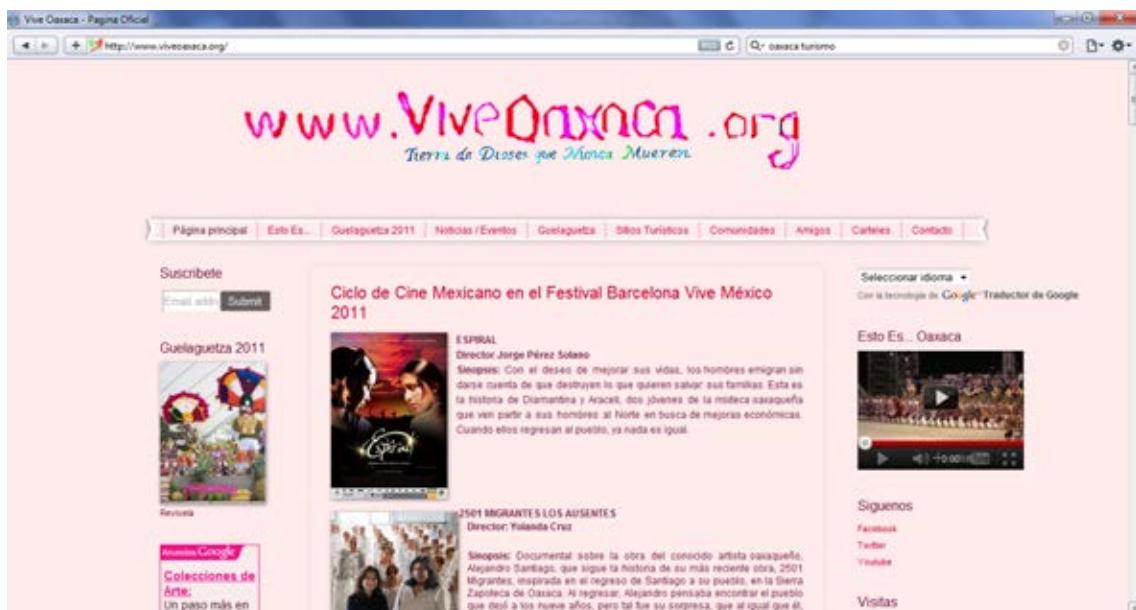 Vive Oaxaca - Pagina Oficial
http://www.viveoaxaca.org/
oaxaca turismo
www.ViveOaxaca.org
Tierra de Dioses que Nunca Mueren
Página principal Esto Es... Guelaguetza 2011 Noticias / Eventos Guelaguetza Sitios Turísticos Comunidades Amigos Carteles Contacto
Suscribete
Email addr Submit
Guelaguetza 2011
Revivela
Anuncios Google
Colecciones de
Arte:
Un paso más en
Ciclo de Cine Mexicano en el Festival Barcelona Vive México
2011
ESPIRAL
Director Jorge Pérez Solano
Sinopsis: Con el deseo de mejorar sus vidas, los hombres emigran sin
darse cuenta de que destruyen lo que quieren salvar: sus familias. Esta es
la historia de Diamantina y Araceli, dos jóvenes de la mixteca oaxaqueña
que ven partir a sus hombres al Norte en busca de mejoras económicas.
Cuando ellos regresan al pueblo, ya nada es igual.
Espiral
2501 MIGRANTES LOS AUSENTES
Director: Yolanda Cruz
Sinopsis: Documental sobre la obra del conocido artista oaxaqueño,
Alejandro Santiago, que sigue la historia de su más reciente obra, 2501
Migrantes, inspirada en el regreso de Santiago a su pueblo, en la Sierra
Zapoteca de Oaxaca. Al regresar, Alejandro pensaba encontrar el pueblo
que dejó a los nueve años, pero tal fue su sorpresa, que al igual que él,
Seleccionar idioma
Con la tecnología de Google Traductor de Google
Esto Es... Oaxaca
0:00
Siguenos
Facebook
Twitter
Youtube
Visitas